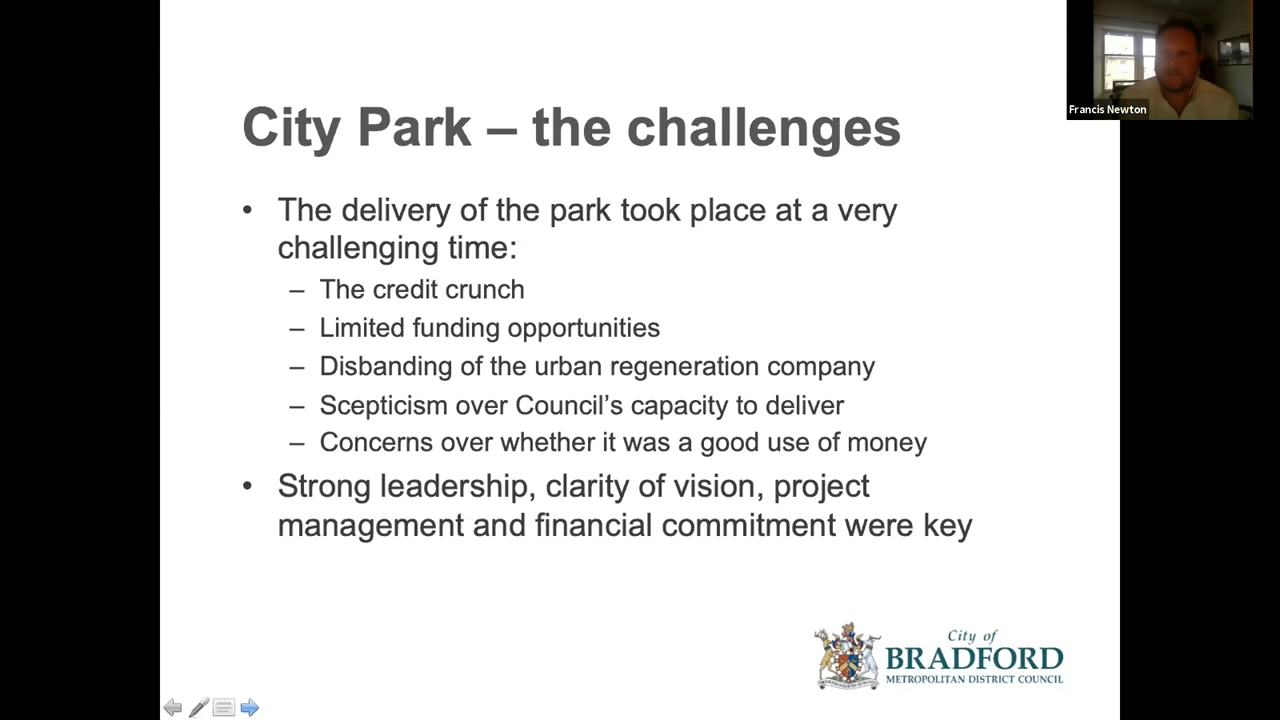 Francis Newton
City Park – the challenges
• The delivery of the park took place at a very
challenging time:
– The credit crunch
– Limited funding opportunities
– Disbanding of the urban regeneration company
– Scepticism over Council’s capacity to deliver
– Concerns over whether it was a good use of money
• Strong leadership, clarity of vision, project
management and financial commitment were key
City of
BRADFORD
METROPOLITAN DISTRICT COUNCIL